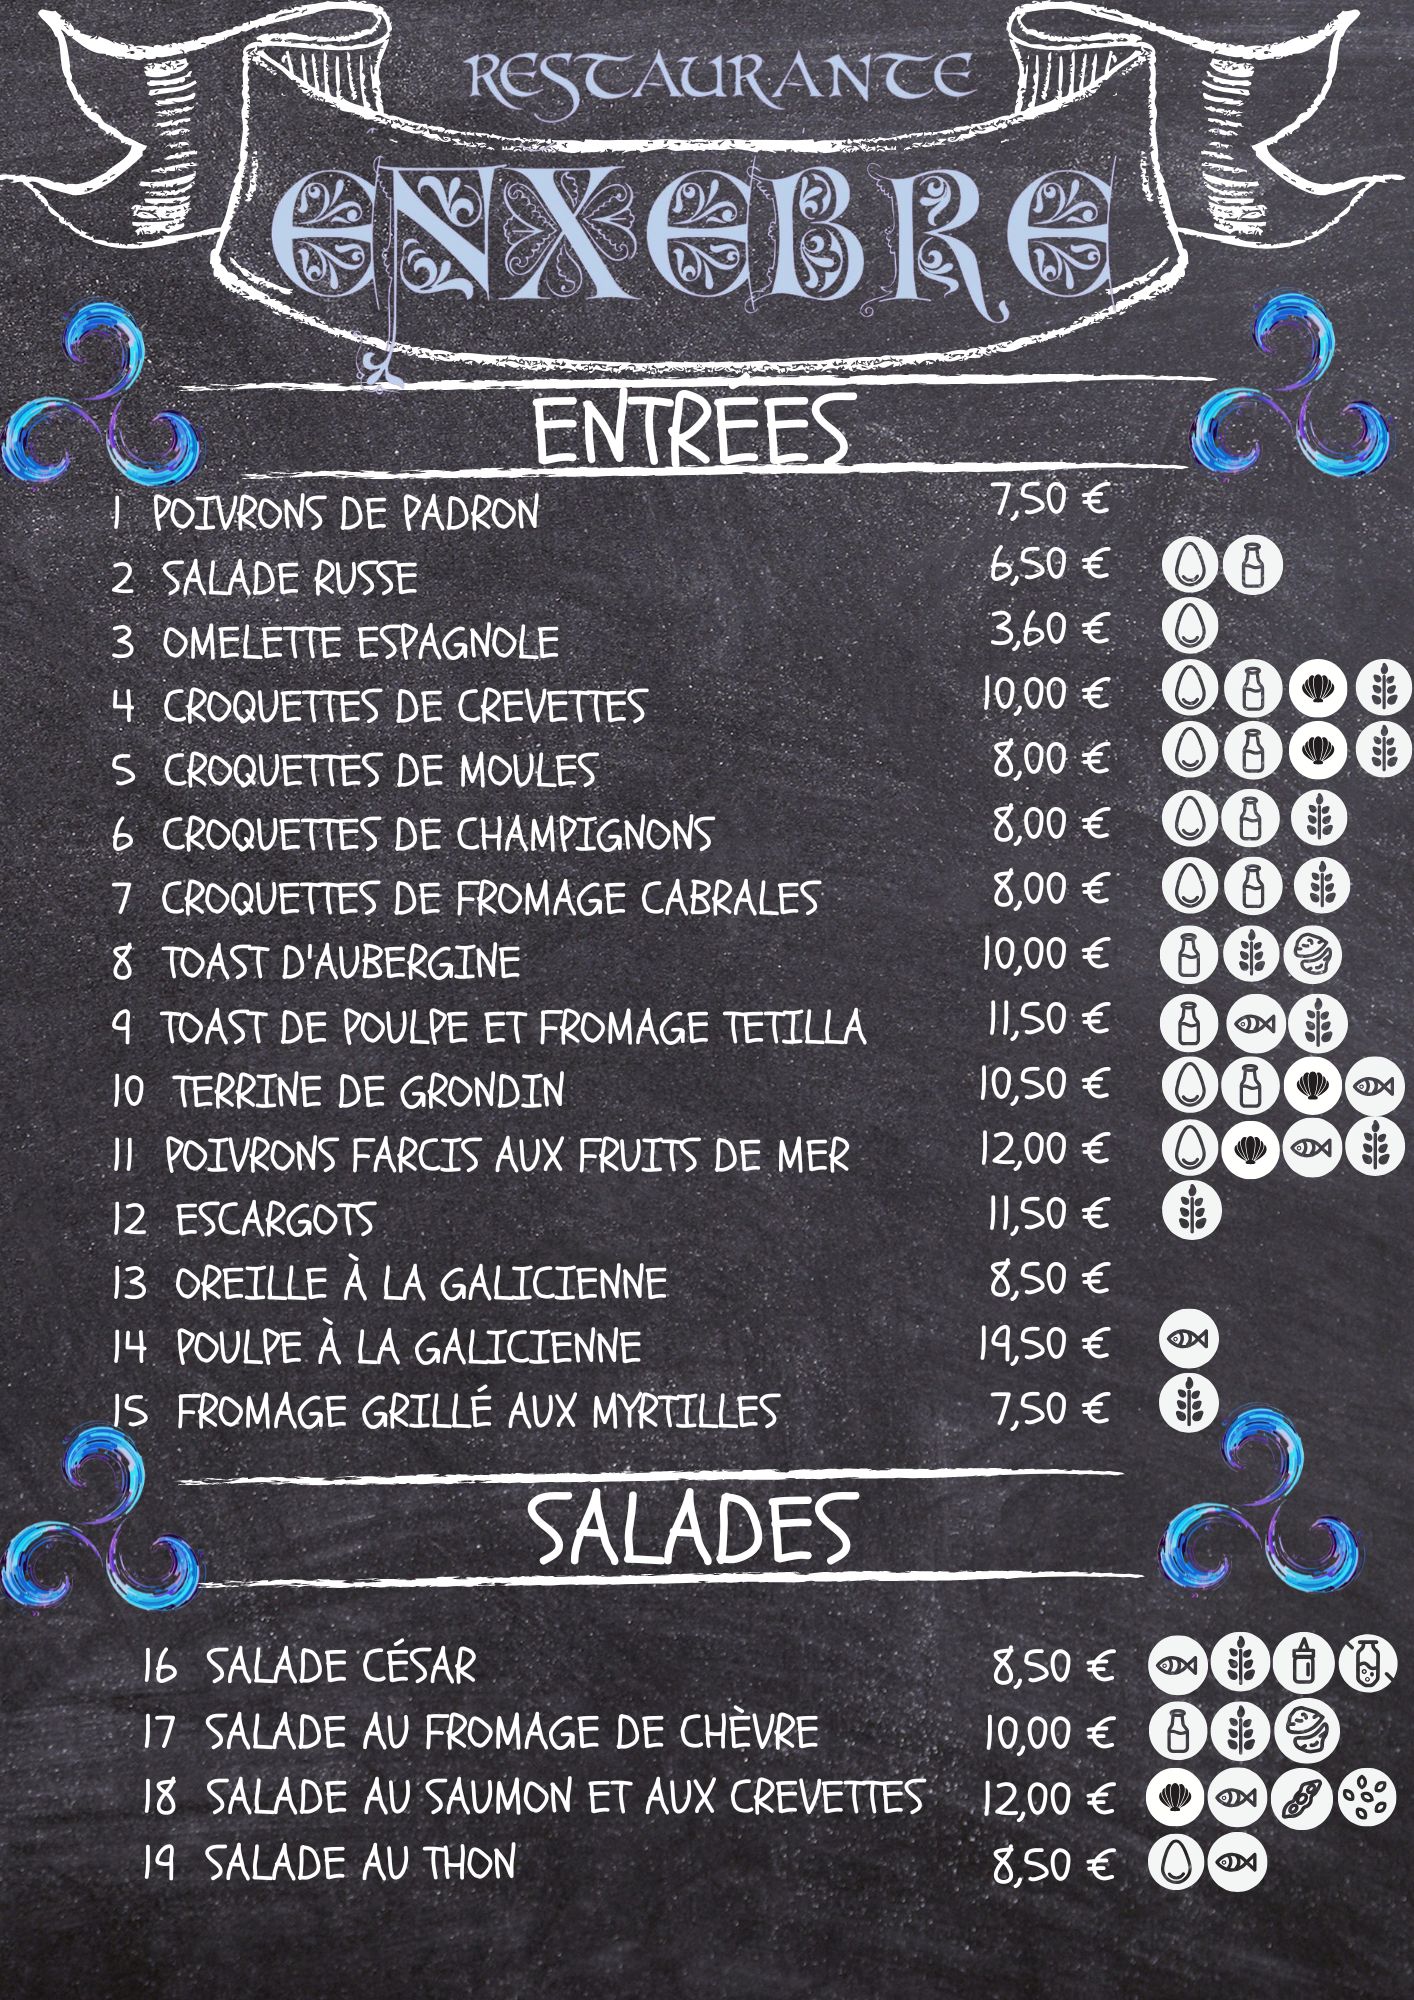 RESTAURANTE
ENXEBRE
ENTREES
1 POIVRONS DE PADRON 7,50 €
2 SALADE RUSSE 6,50 €
3 OMELETTE ESPAGNOLE 3,60 €
4 CROQUETTES DE CREVETTES 10,00 €
5 CROQUETTES DE MOULES 8,00 €
6 CROQUETTES DE CHAMPIGNONS 8,00 €
7 CROQUETTES DE FROMAGE CABRALES 8,00 €
8 TOAST D'AUBERGINE 10,00 €
9 TOAST DE POULPE ET FROMAGE TETILLA 11,50 €
10 TERRINE DE GRONDIN 10,50 €
11 POIVRONS FARCIS AUX FRUITS DE MER 12,00 €
12 ESCARGOTS 11,50 €
13 OREILLE À LA GALICIENNE 8,50 €
14 POULPE À LA GALICIENNE 19,50 €
15 FROMAGE GRILLÉ AUX MYRTILLES 7,50 €
SALADES
16 SALADE CÉSAR 8,50 €
17 SALADE AU FROMAGE DE CHÈVRE 10,00 €
18 SALADE AU SAUMON ET AUX CREVETTES 12,00 €
19 SALADE AU THON 8,50 €